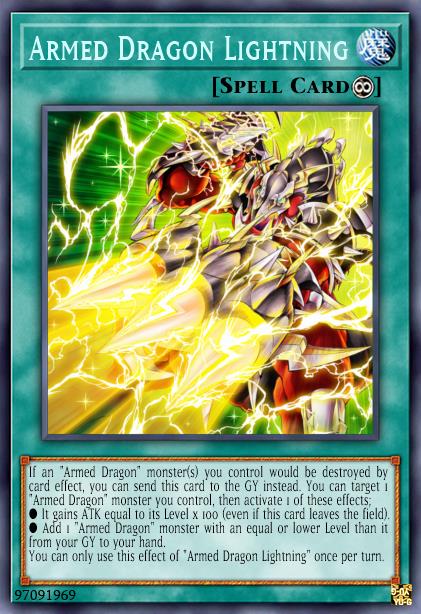 ARMED DRAGON LIGHTNING 魔
[SPELL CARD]
If an "Armed Dragon" monster(s) you control would be destroyed by
card effect, you can send this card to the GY instead. You can target 1
"Armed Dragon" monster you control, then activate 1 of these effects;
● It gains ATK equal to its Level x 100 (even if this card leaves the field).
● Add 1 "Armed Dragon" monster with an equal or lower Level than it
from your GY to your hand.
You can only use this effect of "Armed Dragon Lightning" once per turn.
97091969